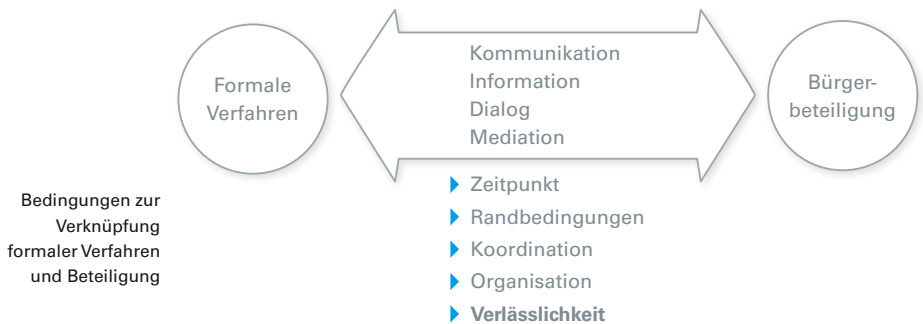 Formale
Verfahren
Kommunikation
Information
Dialog
Mediation
Bürger-
beteiligung
Bedingungen zur
Verknüpfung
formaler Verfahren
und Beteiligung
Zeitpunkt
Randbedingungen
Koordination
Organisation
Verlässlichkeit